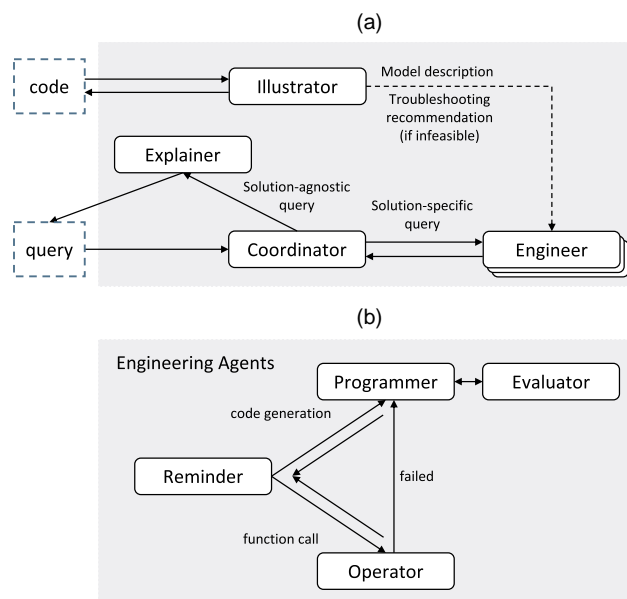 (a)
code
Illustrator
Model description
Troubleshooting
recommendation
(if infeasible)
Explainer
Solution-agnostic
query
Solution-specific
query
query
Coordinator
Engineer
(b)
Engineering Agents
Programmer
Evaluator
code generation
Reminder
failed
function call
Operator